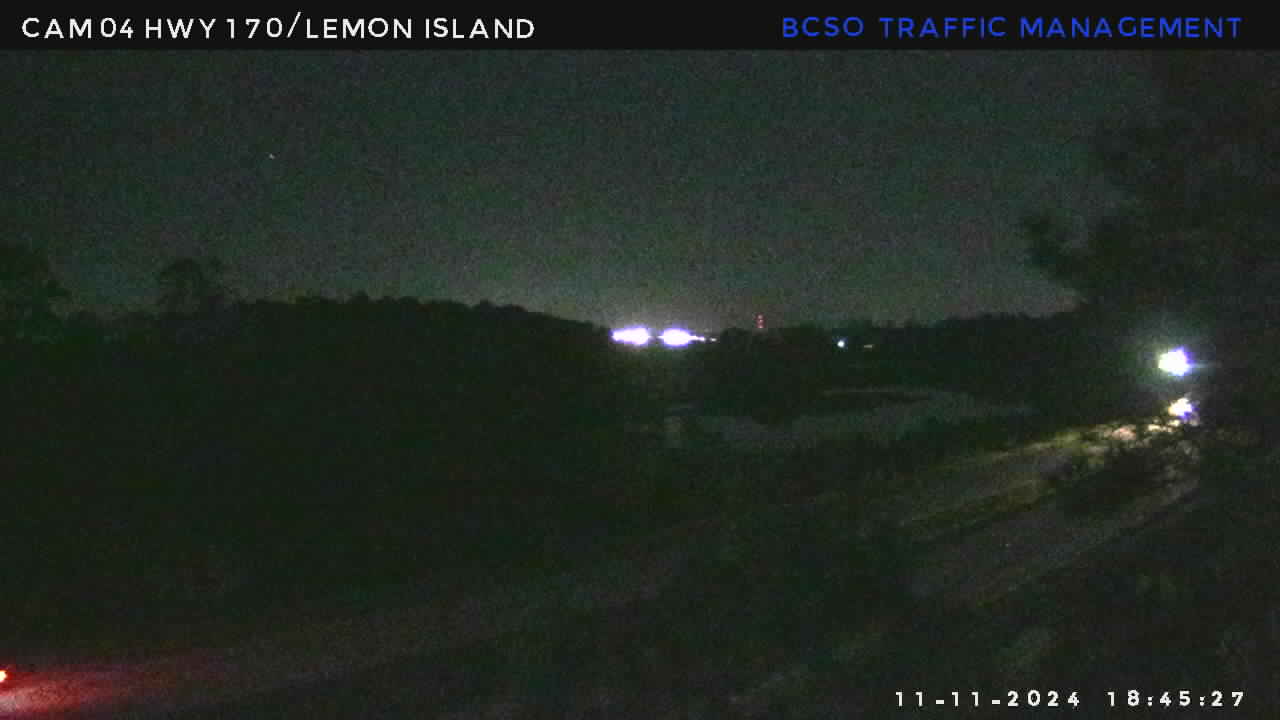 CAM04 HWY 170/LEMON ISLAND
BCSO TRAFFIC MANAGEMENT
11-11-2024 18:45:27